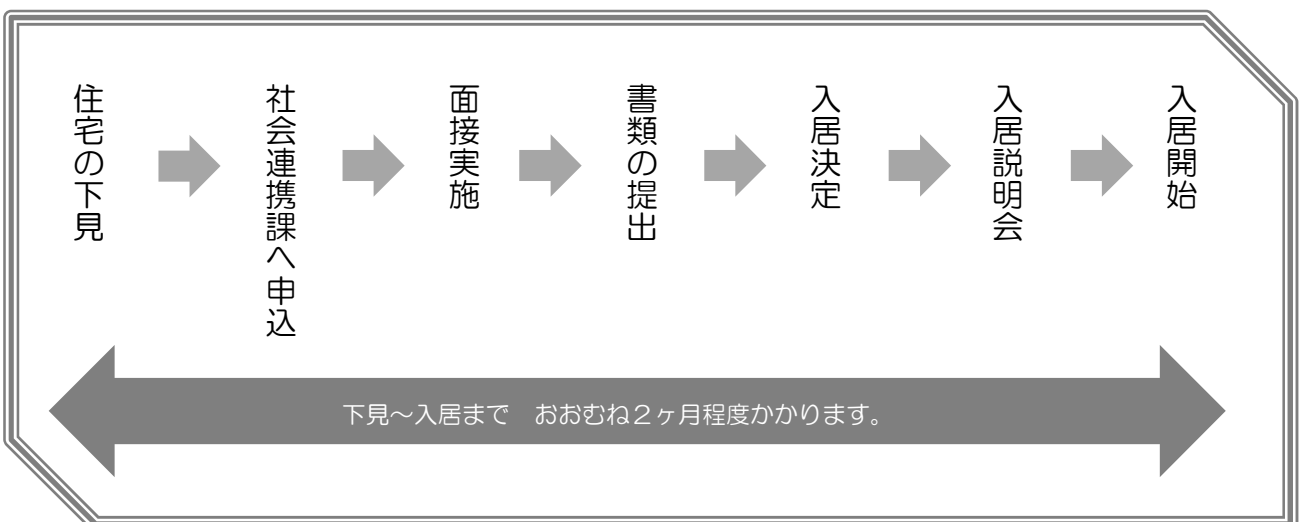 住宅の下見
社会連携課へ申込
面接実施
書類の提出
入居決定
入居説明会
入居開始
下見～入居まで　おおむね２ヶ月程度かかります。